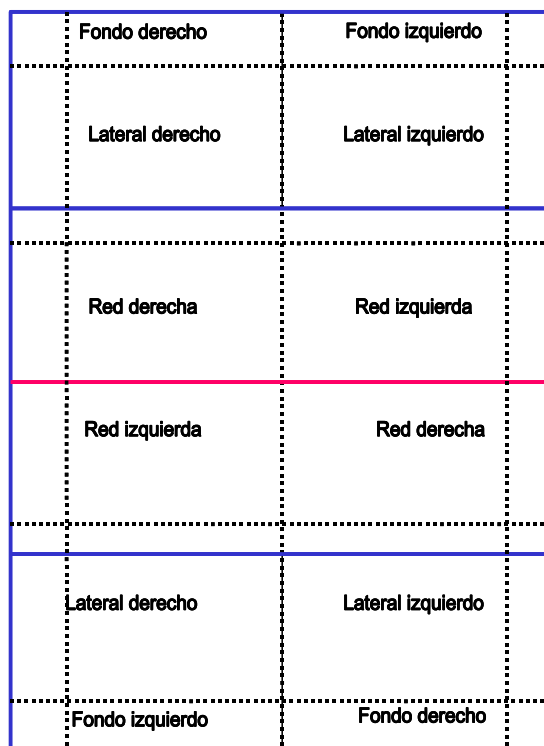 Fondo derecho Fondo izquierdo
Lateral derecho Lateral izquierdo
Red derecha Red izquierda
Red izquierda Red derecha
Lateral derecho Lateral izquierdo
Fondo izquierdo Fondo derecho